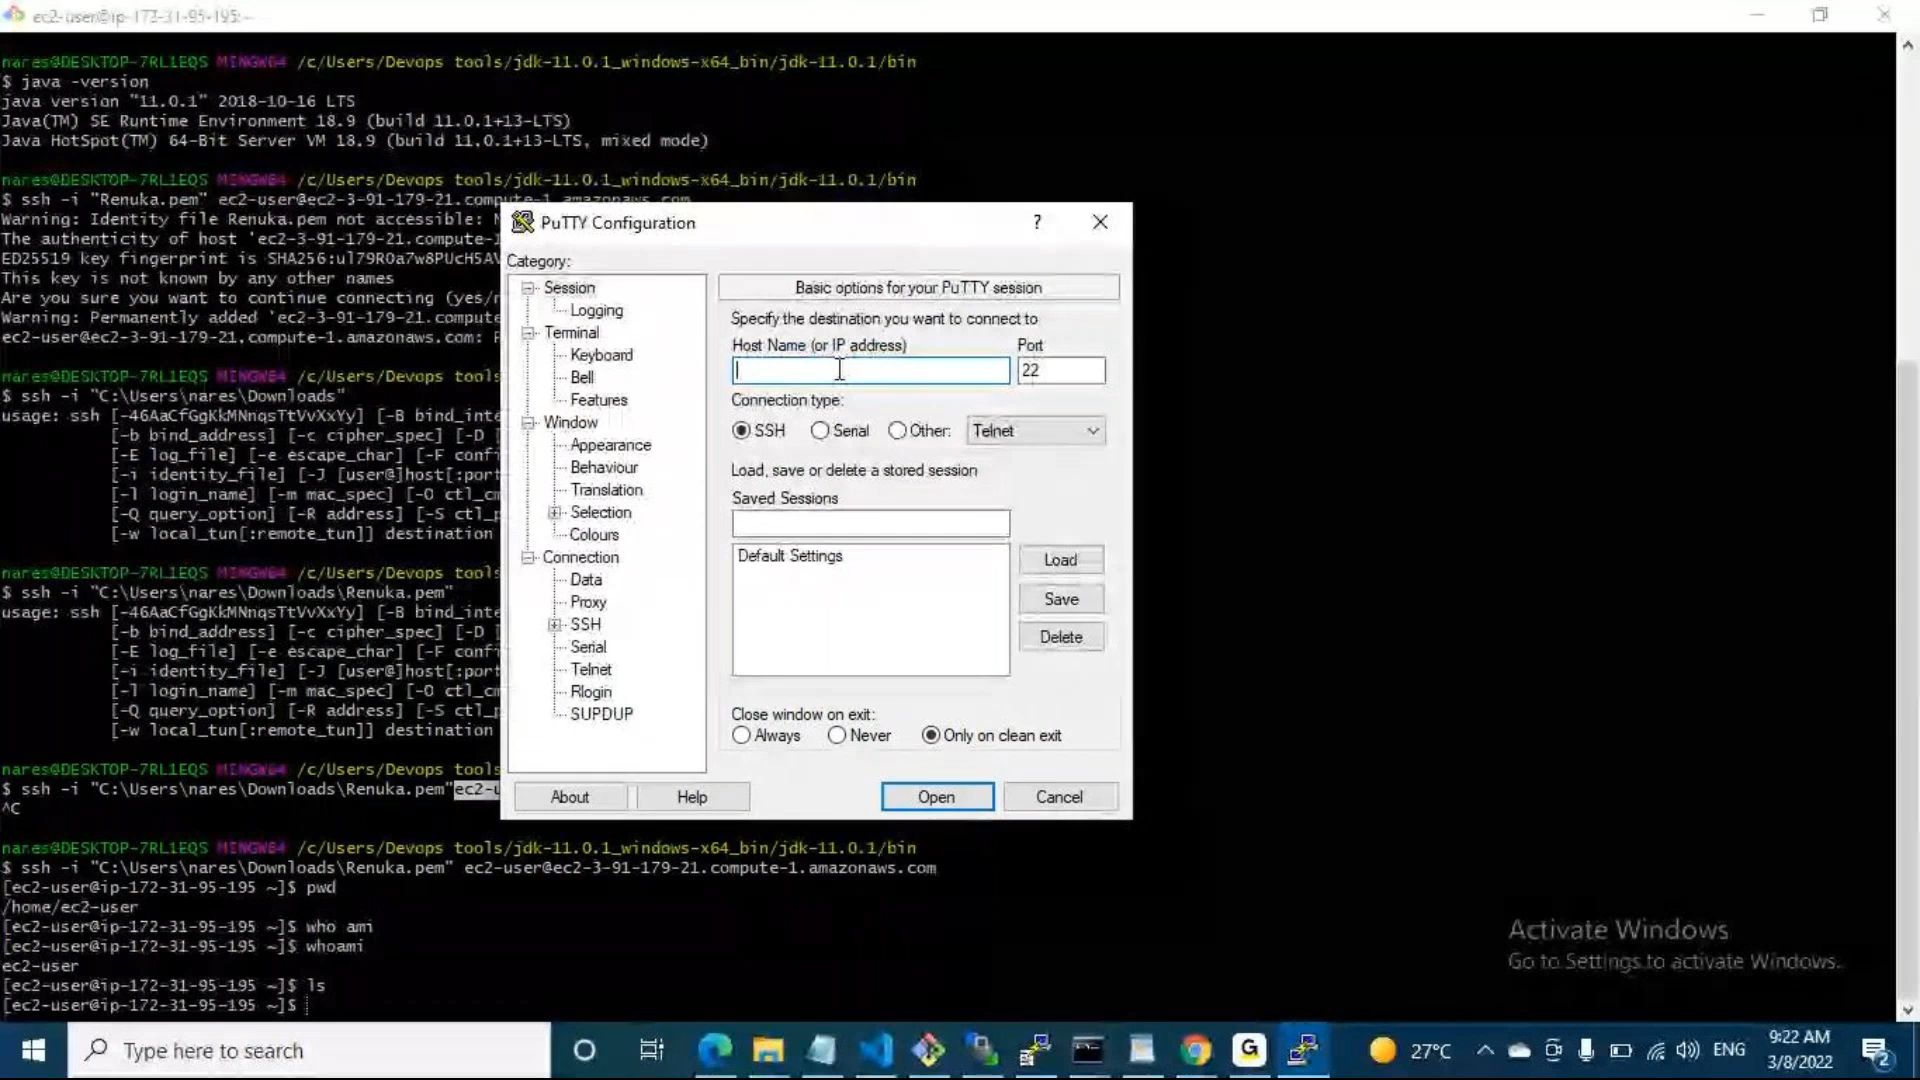 ec2-user@ip-172-31-95-195:~
nares@DESKTOP-7RL1EQS MINGW64 /c/Users/Devops tools/jdk-11.0.1_windows-x64_bin/jdk-11.0.1/bin
$ java -version
java version "11.0.1" 2018-10-16 LTS
Java(TM) SE Runtime Environment 18.9 (build 11.0.1+13-LTS)
Java HotSpot(TM) 64-Bit Server VM 18.9 (build 11.0.1+13-LTS, mixed mode)
nares@DESKTOP-7RL1EQS MINGW64 /c/Users/Devops tools/jdk-11.0.1_windows-x64_bin/jdk-11.0.1/bin
$ ssh -i "Renuka.pem" ec2-user@ec2-3-91-179-21.compute-1.amazonaws.com
Warning: Identity file Renuka.pem not accessible: N
The authenticity of host 'ec2-3-91-179-21.compute-1
ED25519 key fingerprint is SHA256:ul79R0a7w8PUcH5AV
This key is not known by any other names
Are you sure you want to continue connecting (yes/n
Warning: Permanently added 'ec2-3-91-179-21.compute
ec2-user@ec2-3-91-179-21.compute-1.amazonaws.com: P
nares@DESKTOP-7RL1EQS MINGW64 /c/Users/Devops tools
$ ssh -i "C:\Users\nares\Downloads"
usage: ssh [-46AaCfGgKkMNnqsTtVvXxYy] [-B bind_inte
[-b bind_address] [-c cipher_spec] [-D [
[-E log_file] [-e escape_char] [-F confi
[-i identity_file] [-J [user@]host[:port
[-l login_name] [-m mac_spec] [-O ctl_cm
[-Q query_option] [-R address] [-S ctl_p
[-w local_tun[:remote_tun]] destination
nares@DESKTOP-7RL1EQS MINGW64 /c/Users/Devops tools
$ ssh -i "C:\Users\nares\Downloads\Renuka.pem"
usage: ssh [-46AaCfGgKkMNnqsTtVvXxYy] [-B bind_inte
[-b bind_address] [-c cipher_spec] [-D [
[-E log_file] [-e escape_char] [-F confi
[-i identity_file] [-J [user@]host[:port
[-l login_name] [-m mac_spec] [-O ctl_cm
[-Q query_option] [-R address] [-S ctl_p
[-w local_tun[:remote_tun]] destination
nares@DESKTOP-7RL1EQS MINGW64 /c/Users/Devops tools
$ ssh -i "C:\Users\nares\Downloads\Renuka.pem"ec2-u
^C
nares@DESKTOP-7RL1EQS MINGW64 /c/Users/Devops tools/jdk-11.0.1_windows-x64_bin/jdk-11.0.1/bin
$ ssh -i "C:\Users\nares\Downloads\Renuka.pem" ec2-user@ec2-3-91-179-21.compute-1.amazonaws.com
[ec2-user@ip-172-31-95-195 ~]$ pwd
/home/ec2-user
[ec2-user@ip-172-31-95-195 ~]$ who ami
[ec2-user@ip-172-31-95-195 ~]$ whoami
ec2-user
[ec2-user@ip-172-31-95-195 ~]$ ls
[ec2-user@ip-172-31-95-195 ~]$
PuTTY Configuration
?
Category:
Session
Logging
Terminal
Keyboard
Bell
Features
Window
Appearance
Behaviour
Translation
Selection
Colours
Connection
Data
Proxy
SSH
Serial
Telnet
Rlogin
SUPDUP
Basic options for your PuTTY session
Specify the destination you want to connect to
Host Name (or IP address) Port
22
Connection type:
SSH Serial Other: Telnet
Load, save or delete a stored session
Saved Sessions
Default Settings
Load
Save
Delete
Close window on exit:
Always Never Only on clean exit
About Help Open Cancel
Activate Windows
Go to Settings to activate Windows.
Type here to search
G
27°C
ENG
9:22 AM
3/8/2022
2